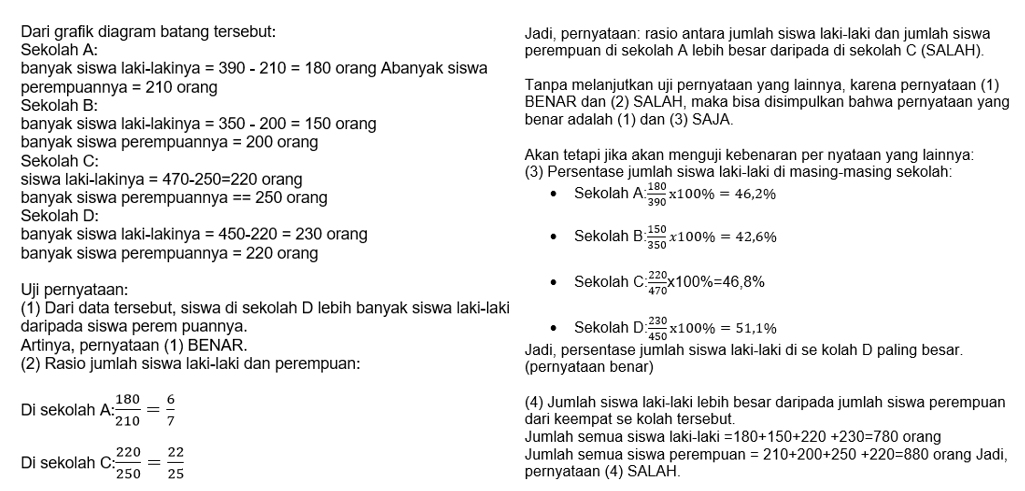 Dari grafik diagram batang tersebut:
Sekolah A:
banyak siswa laki-lakinya = 390 - 210 = 180 orang Abanyak siswa
perempuannya = 210 orang
Sekolah B:
banyak siswa laki-lakinya = 350 - 200 = 150 orang
banyak siswa perempuannya = 200 orang
Sekolah C:
siswa laki-lakinya = 470-250=220 orang
banyak siswa perempuannya == 250 orang
Sekolah D:
banyak siswa laki-lakinya = 450-220 = 230 orang
banyak siswa perempuannya = 220 orang
Uji pernyataan:
(1) Dari data tersebut, siswa di sekolah D lebih banyak siswa laki-laki
daripada siswa perem puannya.
Artinya, pernyataan (1) BENAR.
(2) Rasio jumlah siswa laki-laki dan perempuan:
Di sekolah A:180/210 = 6/7
Di sekolah C:220/250 = 22/25
Jadi, pernyataan: rasio antara jumlah siswa laki-laki dan jumlah siswa
perempuan di sekolah A lebih besar daripada di sekolah C (SALAH).
Tanpa melanjutkan uji pernyataan yang lainnya, karena pernyataan (1)
BENAR dan (2) SALAH, maka bisa disimpulkan bahwa pernyataan yang
benar adalah (1) dan (3) SAJA.
Akan tetapi jika akan menguji kebenaran per nyataan yang lainnya:
(3) Persentase jumlah siswa laki-laki di masing-masing sekolah:
• Sekolah A:180/390 x100% = 46,2%
• Sekolah B:150/350 x100% = 42,6%
• Sekolah C:220/470x100%=46,8%
• Sekolah D:230/450 x100% = 51,1%
Jadi, persentase jumlah siswa laki-laki di se kolah D paling besar.
(pernyataan benar)
(4) Jumlah siswa laki-laki lebih besar daripada jumlah siswa perempuan
dari keempat se kolah tersebut.
Jumlah semua siswa laki-laki =180+150+220 +230=780 orang
Jumlah semua siswa perempuan = 210+200+250 +220=880 orang Jadi,
pernyataan (4) SALAH.